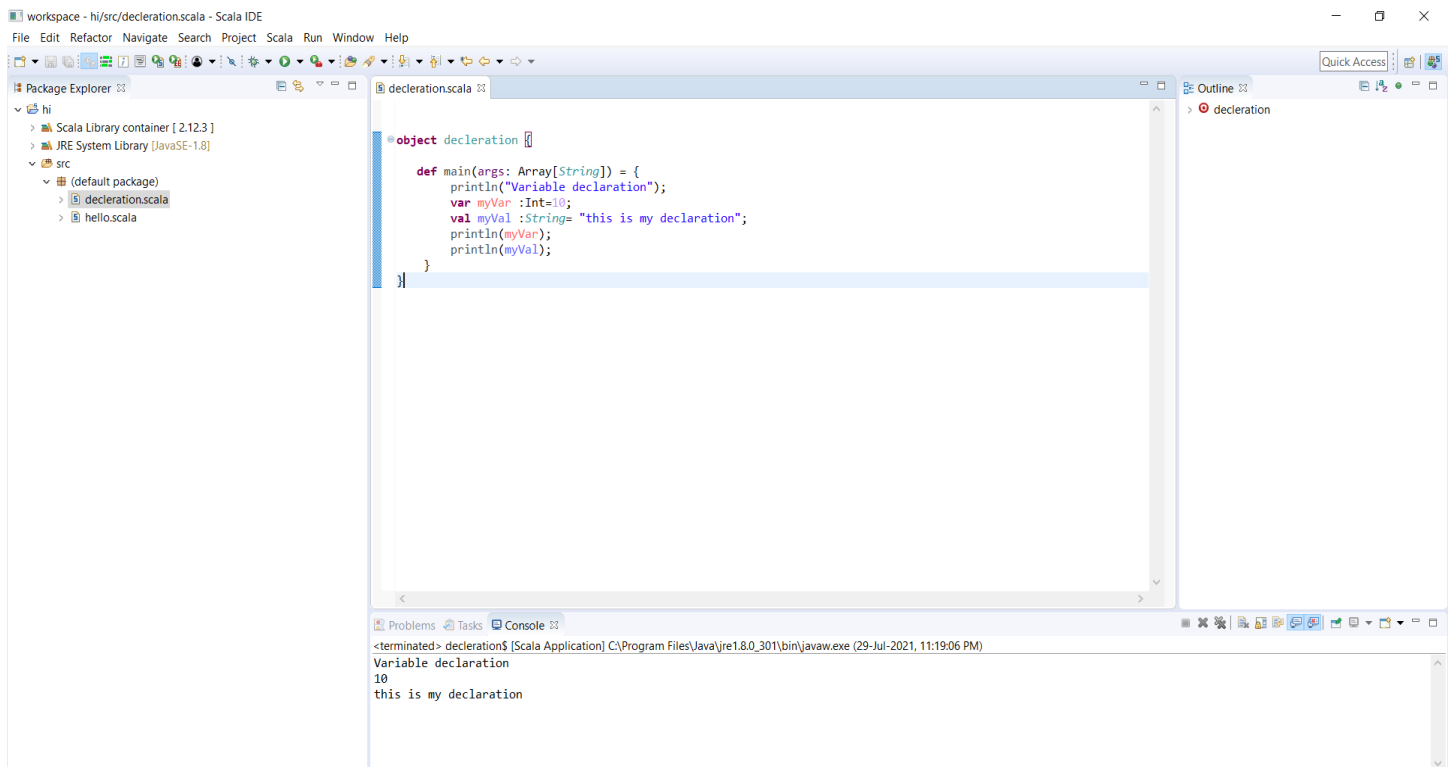 workspace - hi/src/decleration.scala - Scala IDE
File Edit Refactor Navigate Search Project Scala Run Window Help
Quick Access
Package Explorer
hi
Scala Library container [ 2.12.3 ]
JRE System Library [JavaSE-1.8]
src
(default package)
decleration.scala
hello.scala
decleration.scala
object decleration {
def main(args: Array[String]) = {
println("Variable declaration");
var myVar :Int=10;
val myVal :String= "this is my declaration";
println(myVar);
println(myVal);
}
}
Outline
decleration
Problems Tasks Console
<terminated> decleration$ [Scala Application] C:\Program Files\Java\jre1.8.0_301\bin\javaw.exe (29-Jul-2021, 11:19:06 PM)
Variable declaration
10
this is my declaration